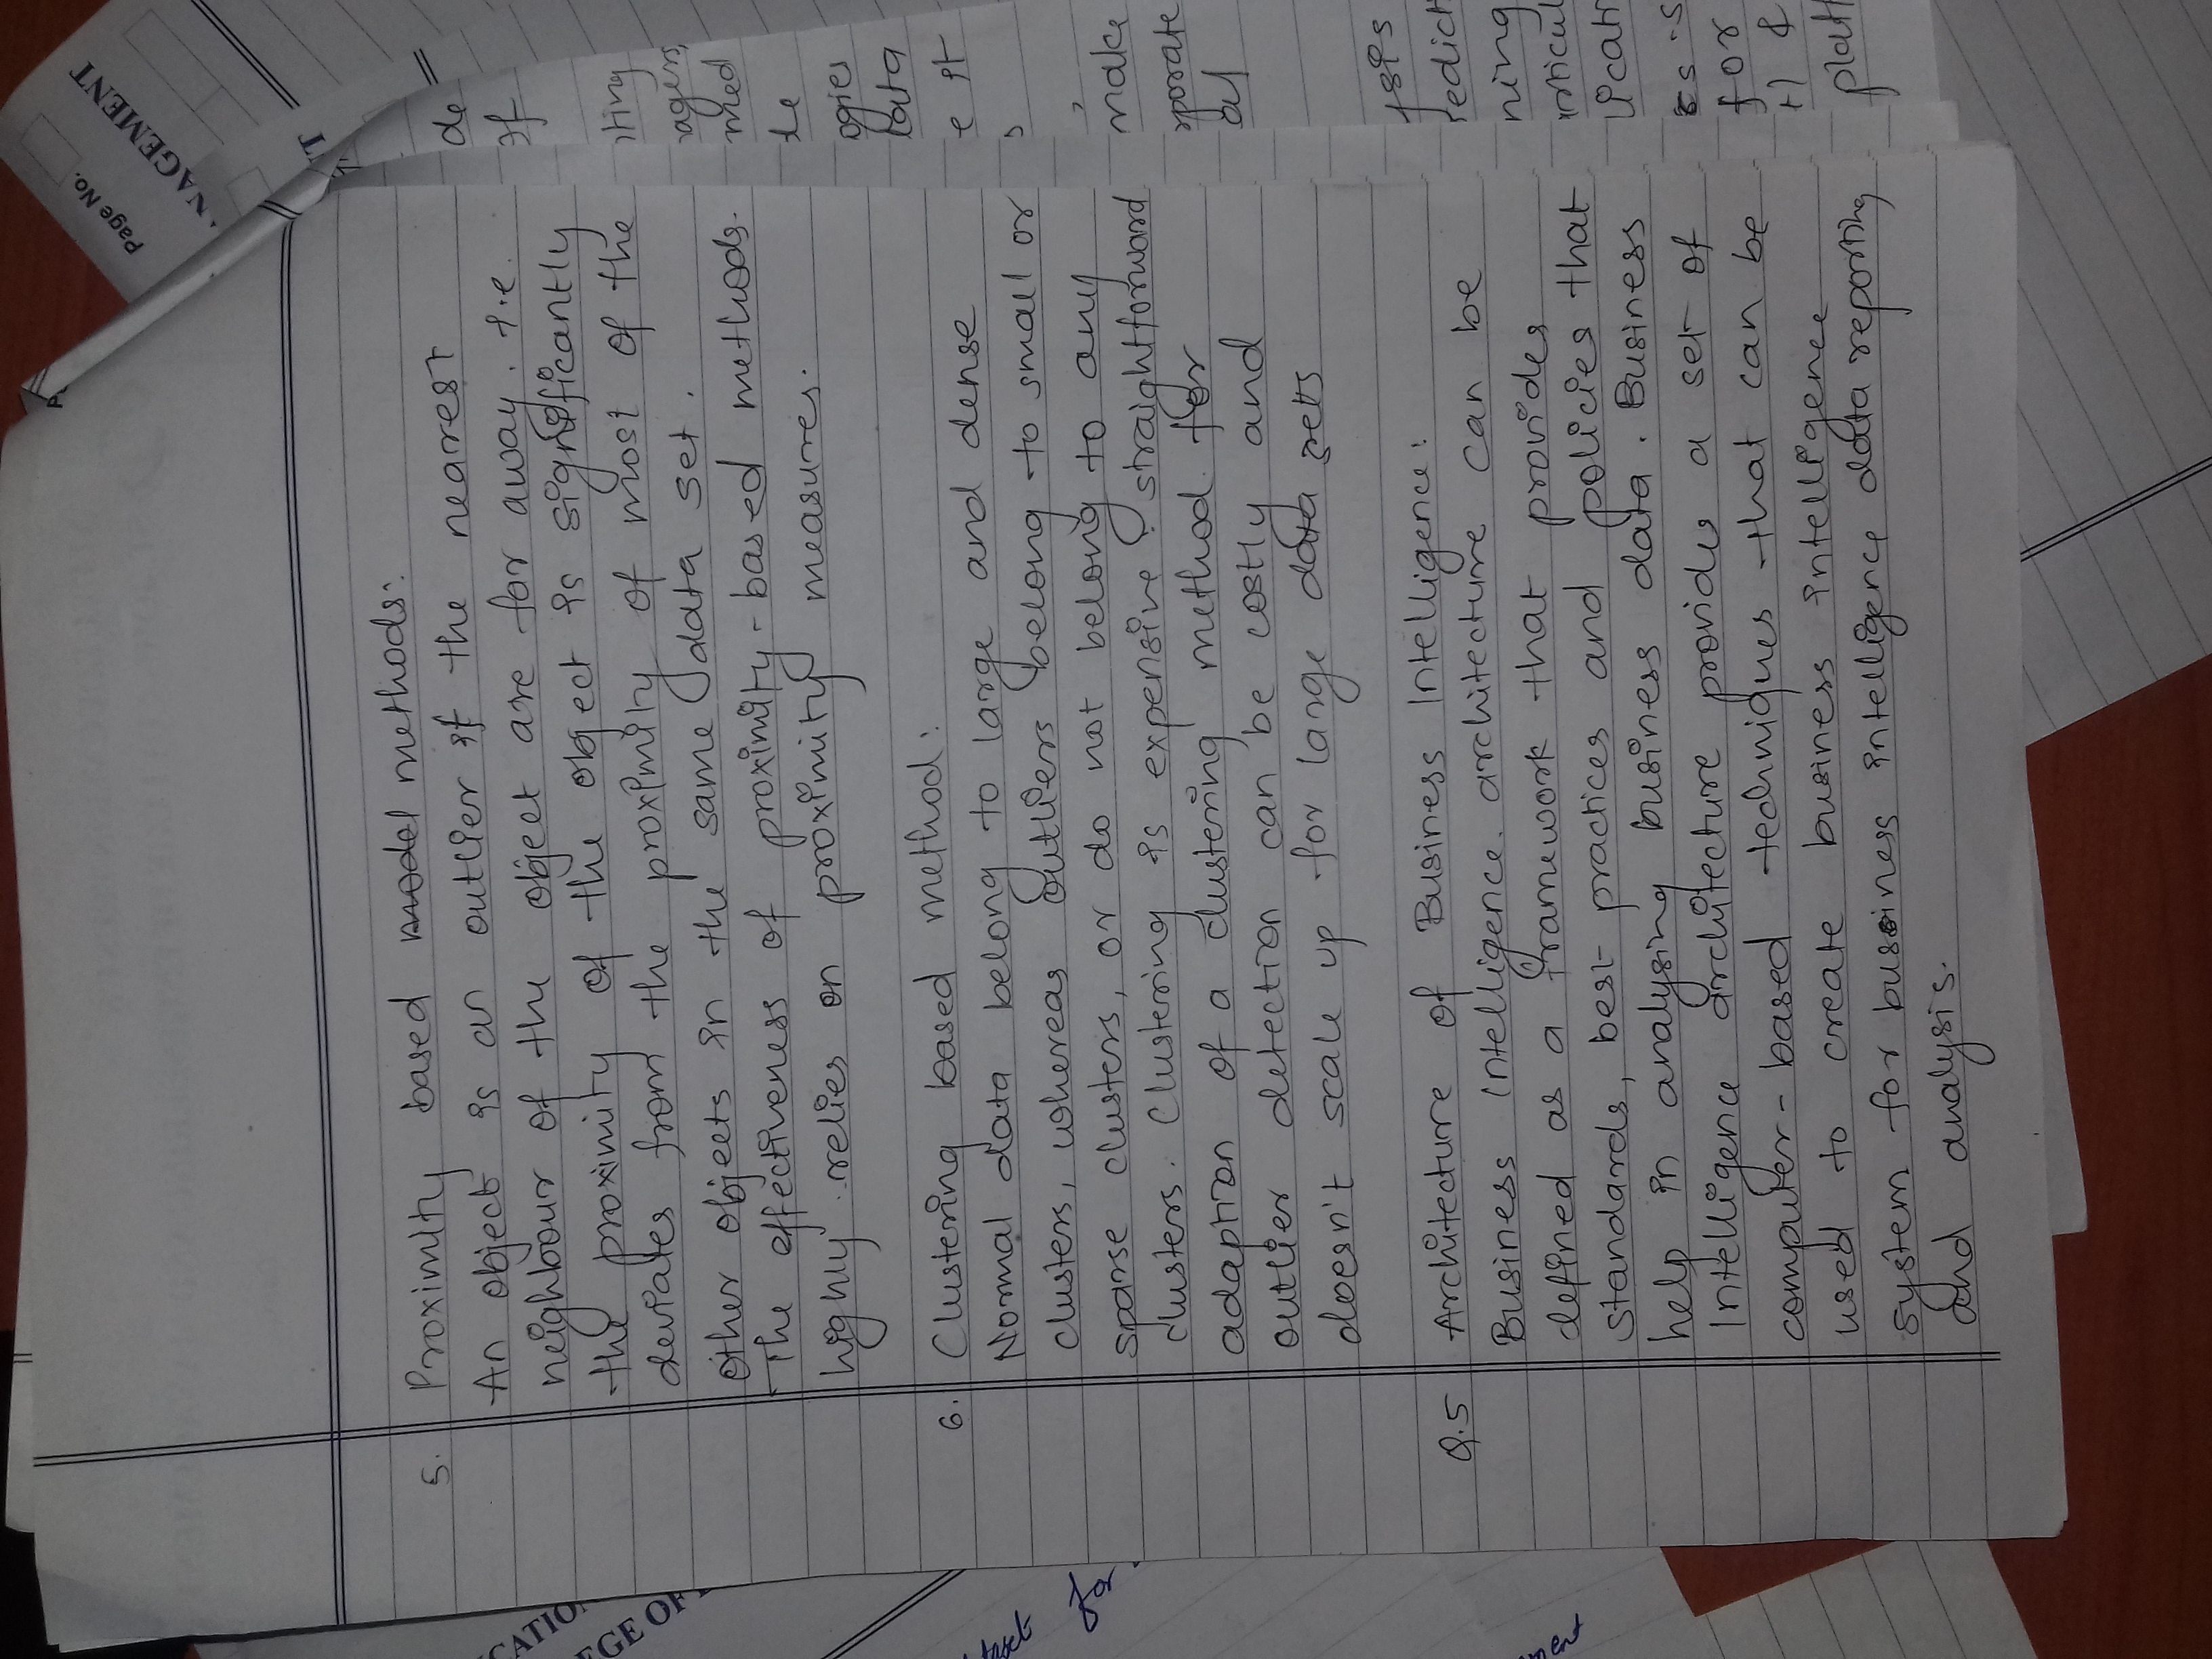 Page No.
NAGEMENT
5. Proximity based model methods:
An object is an outlier if the nearest
neighbour of the object are far away. i.e.
the proximity of the object is significantly
deviates from the proximity of most of the
other objects in the same data set.
The effectiveness of proximity-based methods.
highly relies on proximity measures.
6. Clustering based method:
Normal data belong to large and dense
clusters, whereas outliers belong to small or
sparse clusters, or do not belong to any
clusters. Clustering is expensive : straightforward
adaption of a clustering method for
outlier detection can be costly and
doesn't scale up for large data sets
Q.5 Architecture of Business Intelligence:
Business Intelligence architecture can be
defined as a framework that provides
standards, best practices and policies that
help in analysing business data. Business
Intelligence architecture provides a set of
computer-based techniques that can be
used to create business intelligence
system for business intelligence data reporting
and analysis.
CATIO
EGE OF
for
de
of
rting
agers,
med
te
ogies
e it
make
rporate
al
ysis
redict
ning
for
&